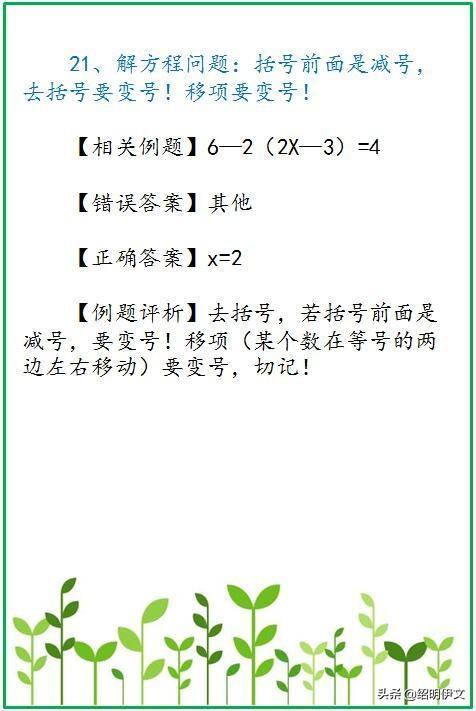 21、解方程问题：括号前面是减号，
去括号要变号！移项要变号！
【相关例题】6—2（2X—3）=4
【错误答案】其他
【正确答案】x=2
【例题评析】去括号，若括号前面是
减号，要变号！移项（某个数在等号的两
边左右移动）要变号，切记！
头条 @绍明伊文